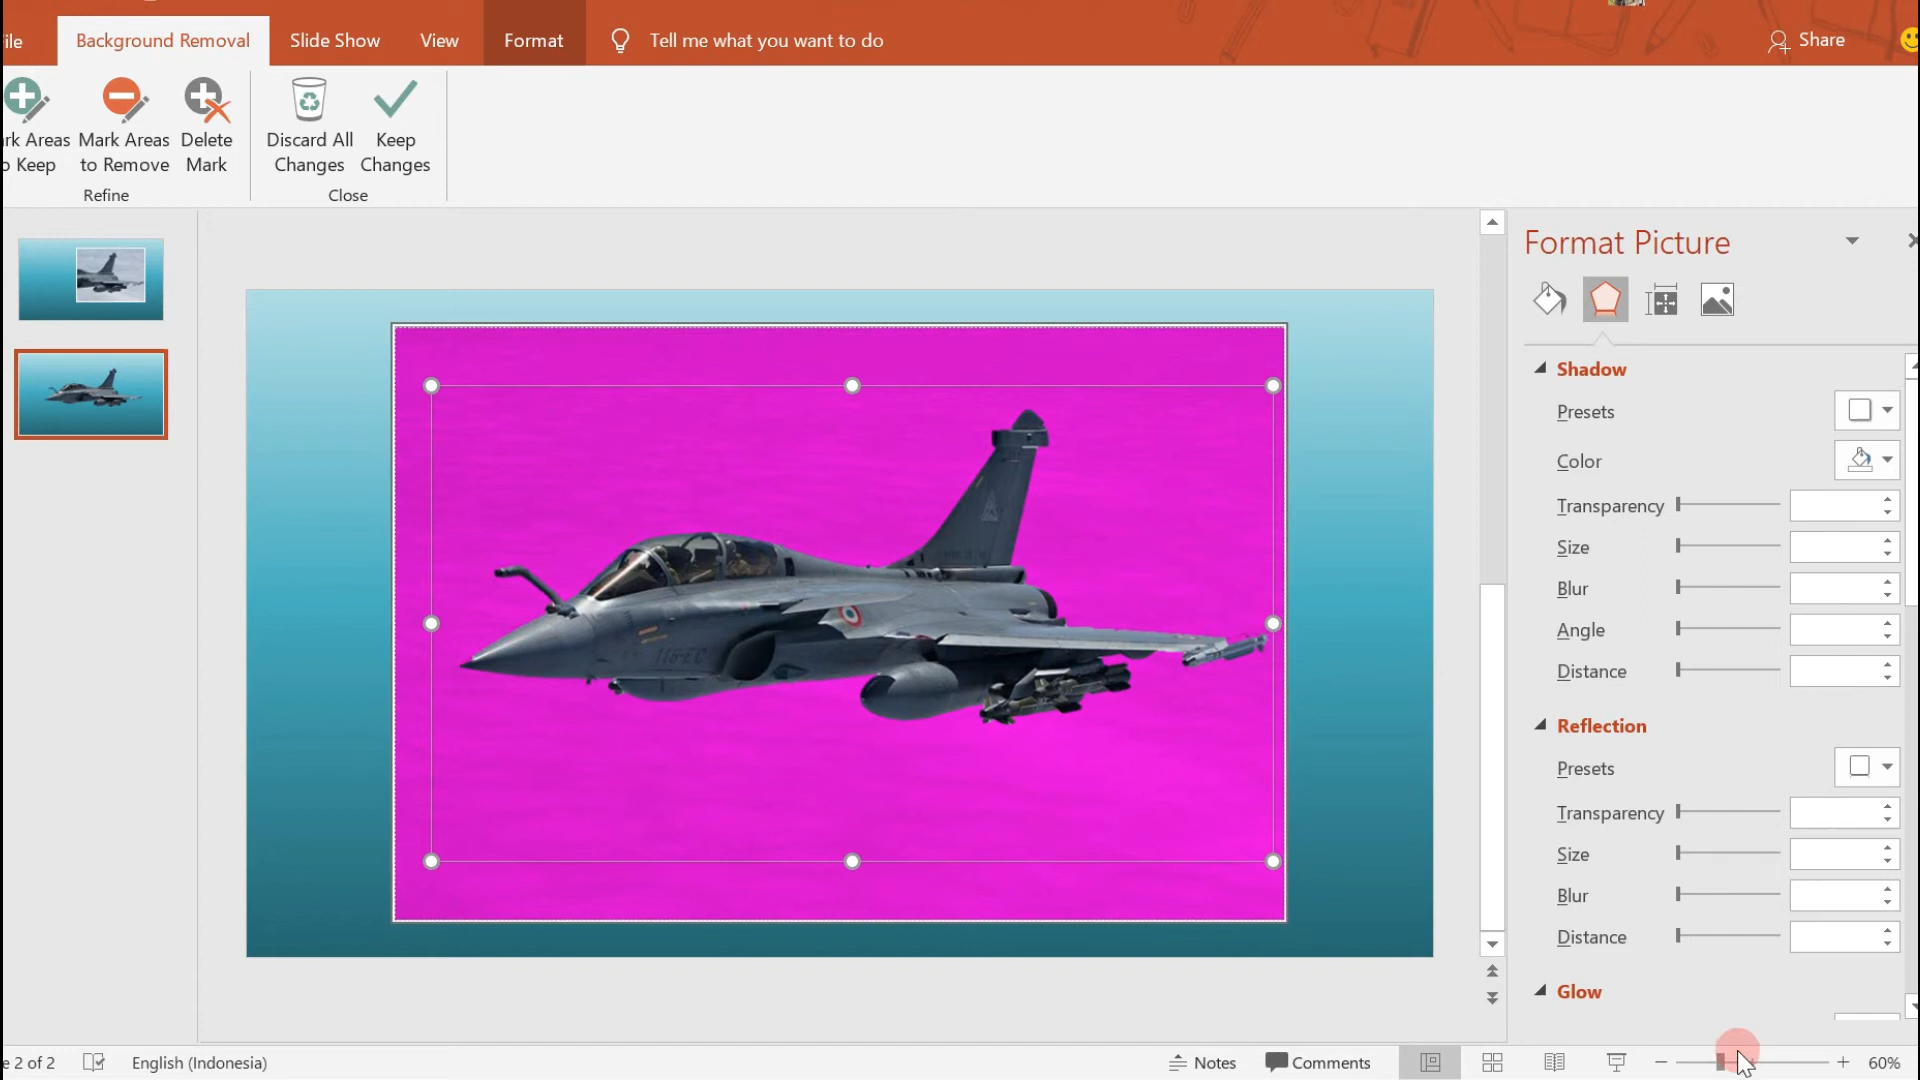 ile
Background Removal
Slide Show
View
Format
Tell me what you want to do
Share
rk Areas
o Keep
Mark Areas
to Remove
Delete
Mark
Discard All
Changes
Keep
Changes
Refine
Close
Format Picture
Shadow
Presets
Color
Transparency
Size
Blur
Angle
Distance
Reflection
Presets
Transparency
Size
Blur
Distance
Glow
e 2 of 2
English (Indonesia)
Notes
Comments
60%